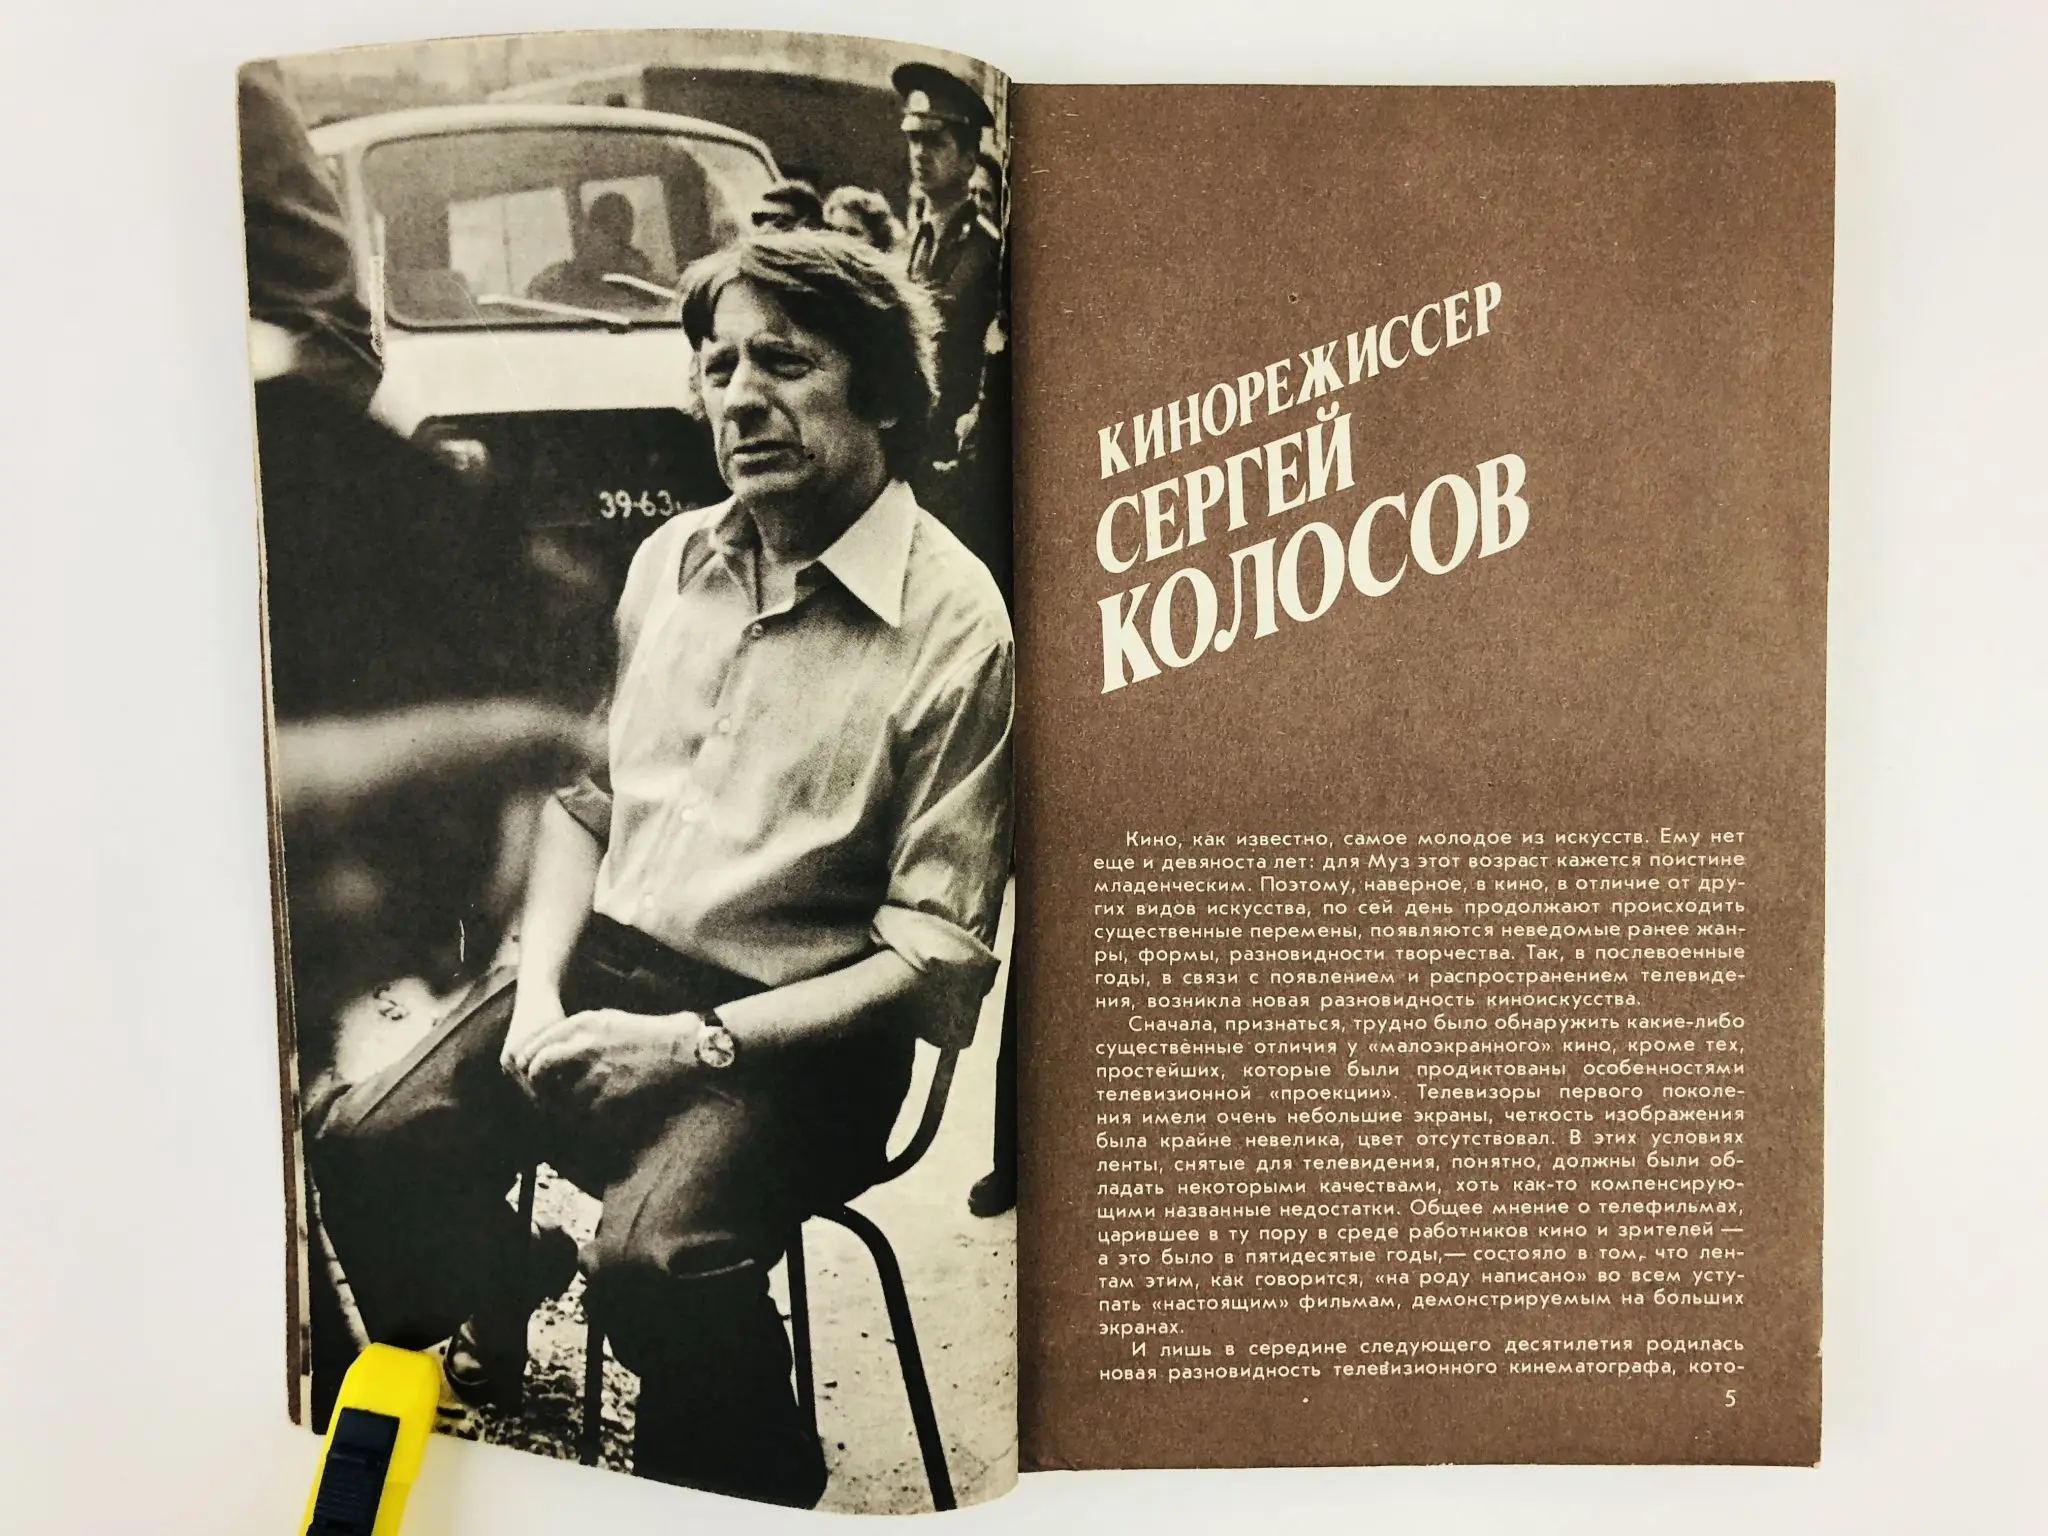 39-63
КИНОРЕЖИССЕР
СЕРГЕЙ
КОЛОСОВ
Кино, как известно, самое молодое из искусств. Ему нет
еще и девяноста лет: для Муз этот возраст кажется поистине
младенческим. Поэтому, наверное, в кино, в отличие от дру-
гих видов искусства, по сей день продолжают происходить
существенные перемены, появляются неведомые ранее жан-
ры, формы, разновидности творчества. Так, в послевоенные
годы, в связи с появлением и распространением телевиде-
ния, возникла новая разновидность киноискусства.
Сначала, признаться, трудно было обнаружить какие-либо
существенные отличия у «малоэкранного» кино, кроме тех,
простейших, которые были продиктованы особенностями
телевизионной «проекции». Телевизоры первого поколе-
ния имели очень небольшие экраны, четкость изображения
была крайне невелика, цвет отсутствовал. В этих условиях
ленты, снятые для телевидения, понятно, должны были об-
ладать некоторыми качествами, хоть как-то компенсирую-
щими названные недостатки. Общее мнение о телефильмах,
царившее в ту пору в среде работников кино и зрителей —
а это было в пятидесятые годы,— состояло в том, что лен-
там этим, как говорится, «на роду написано» во всем усту-
пать «настоящим» фильмам, демонстрируемым на больших
экранах.
И лишь в середине следующего десятилетия родилась
новая разновидность телевизионного кинематографа, кото-
5